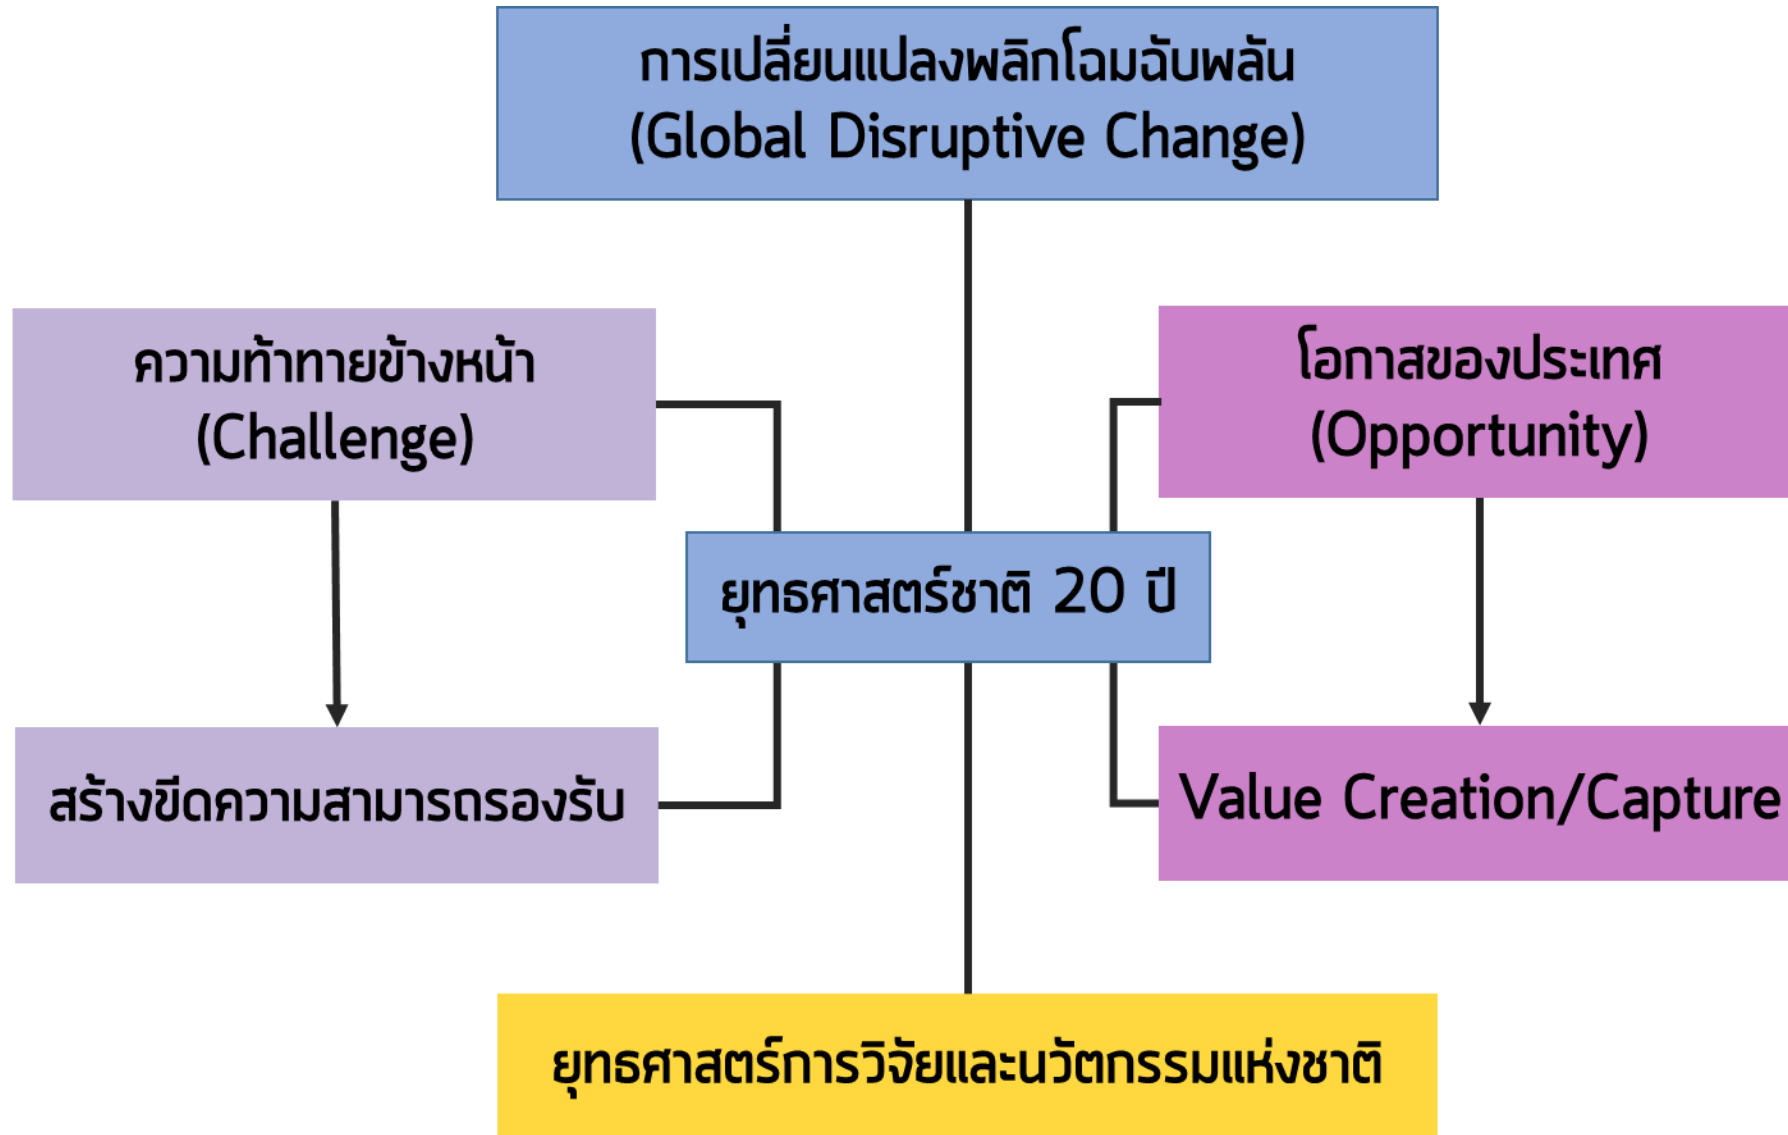 การเปลี่ยนแปลงพลิกโฉมฉับพลัน
(Global Disruptive Change)
ความท้าทายข้างหน้า
(Challenge)
โอกาสของประเทศ
(Opportunity)
ยุทธศาสตร์ชาติ 20 ปี
สร้างขีดความสามารถรองรับ
Value Creation/Capture
ยุทธศาสตร์การวิจัยและนวัตกรรมแห่งชาติ